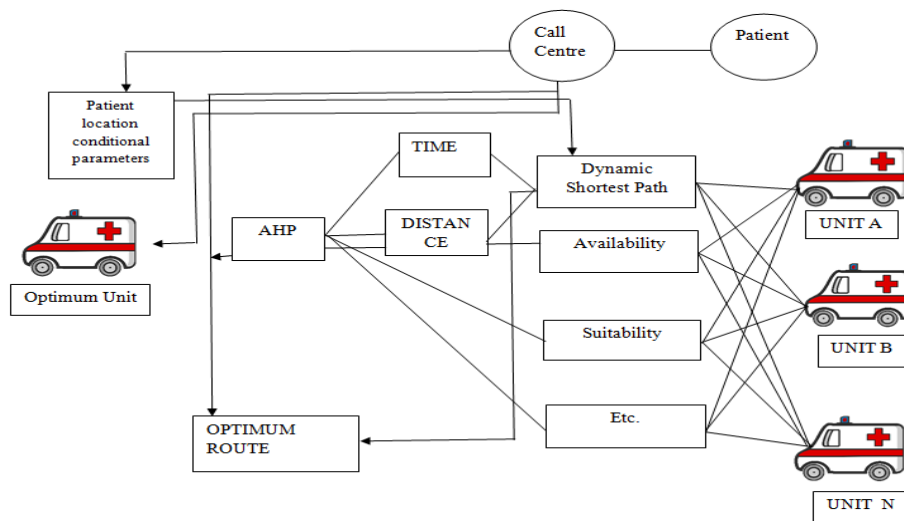 Call
Centre
Patient
Patient
location
conditional
parameters
TIME
Dynamic
Shortest Path
UNIT A
AHP
DISTAN
CE
Availability
Optimum Unit
Suitability
UNIT B
OPTIMUM
ROUTE
Etc.
UNIT N